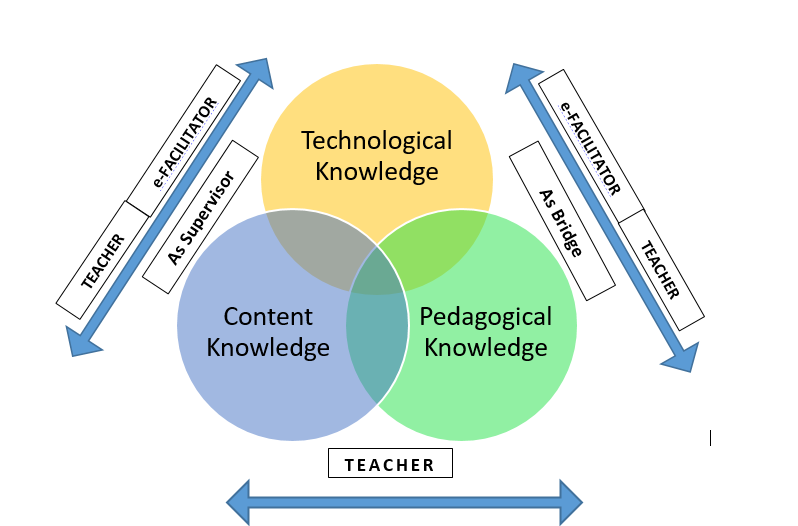 Technological
Knowledge
e-FACILITATOR
TEACHER
As Supervisor
e-FACILITATOR
TEACHER
As Bridge
Content
Knowledge
Pedagogical
Knowledge
TEACHER